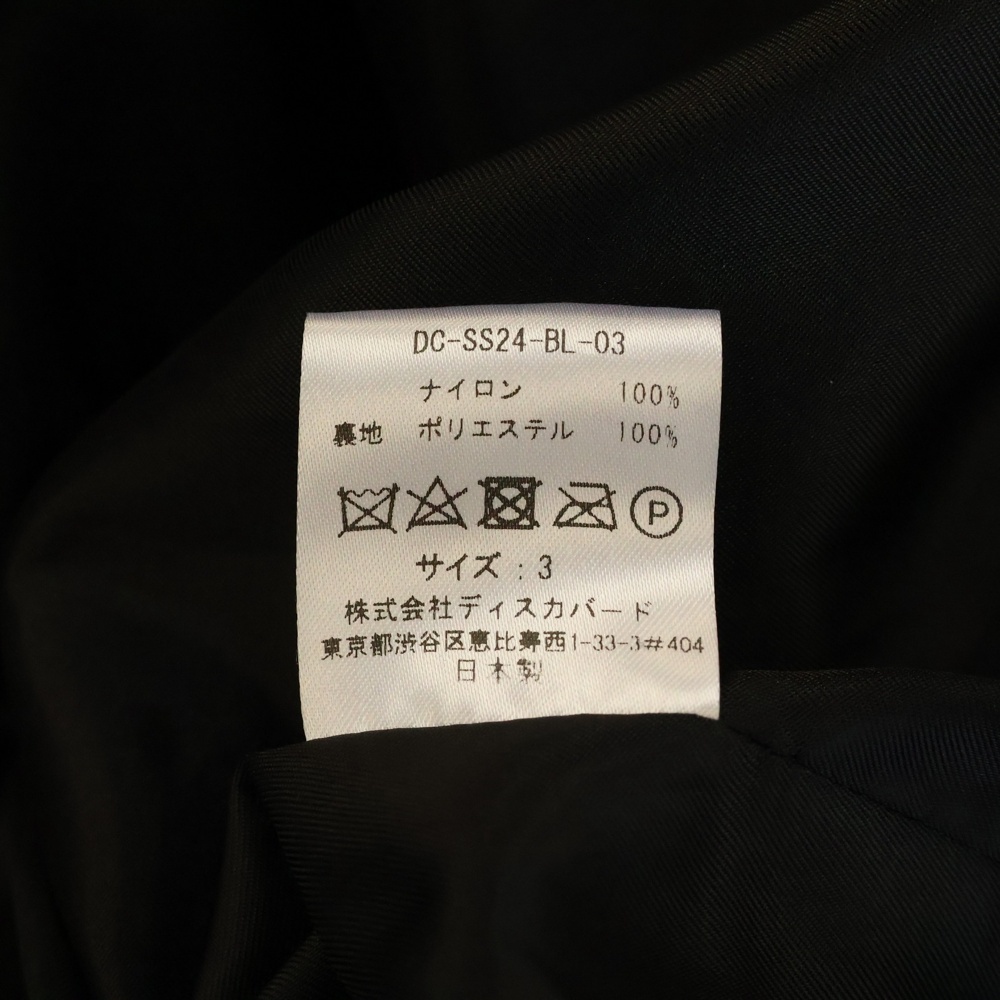 DC-SS24-BL-03
ナイロン 100%
裏地 ポリエステル 100%
P
サイズ : 3
株式会社ディスカバード
東京都渋谷区恵比寿西1-33-3#404
日本製